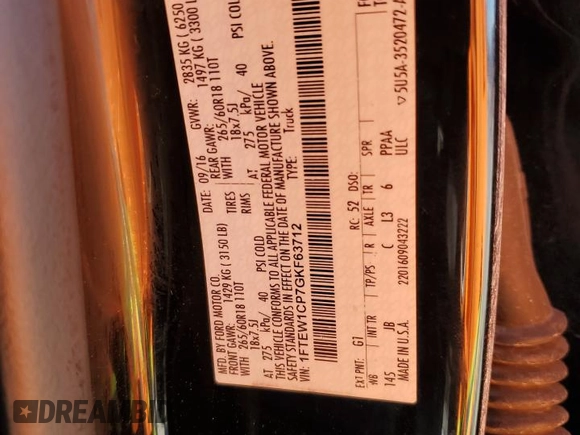 MFD. BY FORD MOTOR CO.
DATE: 09/16 GVWR: 2835 KG ( 6250
FRONT GAWR: 1429 KG ( 3150 LB) REAR GAWR: 1497 KG ( 3300 L
WITH 265/60R18 110T TIRES WITH 265/60R18 110T
18x7.5J RIMS 18x7.5J
AT 275 kPa/ 40 PSI COLD AT 275 kPa/ 40 PSI COLD
THIS VEHICLE CONFORMS TO ALL APPLICABLE FEDERAL MOTOR VEHICLE
SAFETY STANDARDS IN EFFECT ON THE DATE OF MANUFACTURE SHOWN ABOVE.
VIN: 1FTEW1CP7GKF63712 Truck
EXT PNT: G1 RC: 52 DSO:
WB INT TR TP/PS R AXLE TR SPR
145 JB C L3 6 PPAA
MADE IN U.S.A. 2201609043222 ULC
5U5A-3520472-A
DREAMBI